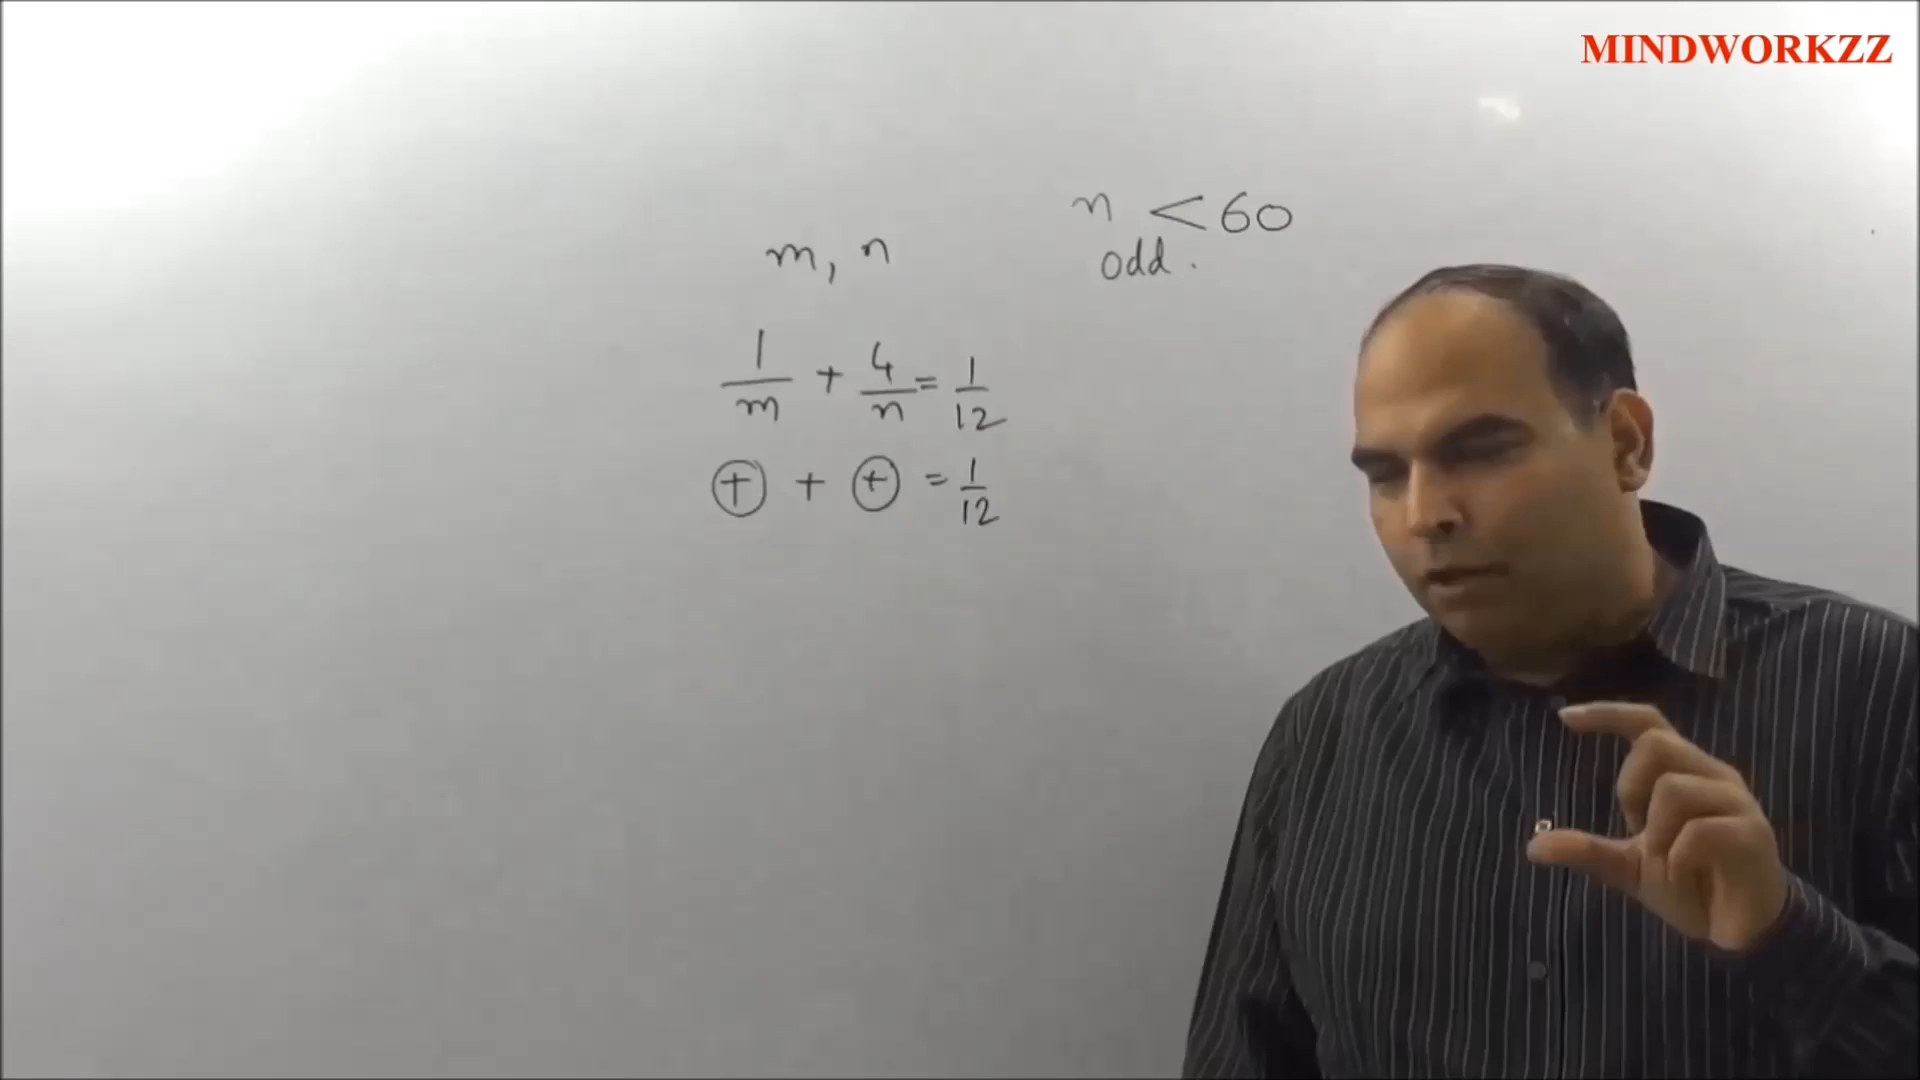 MINDWORKZZ
n < 60
odd.
m, n
1/m + 4/n = 1/12
⊕ + ⊕ = 1/12